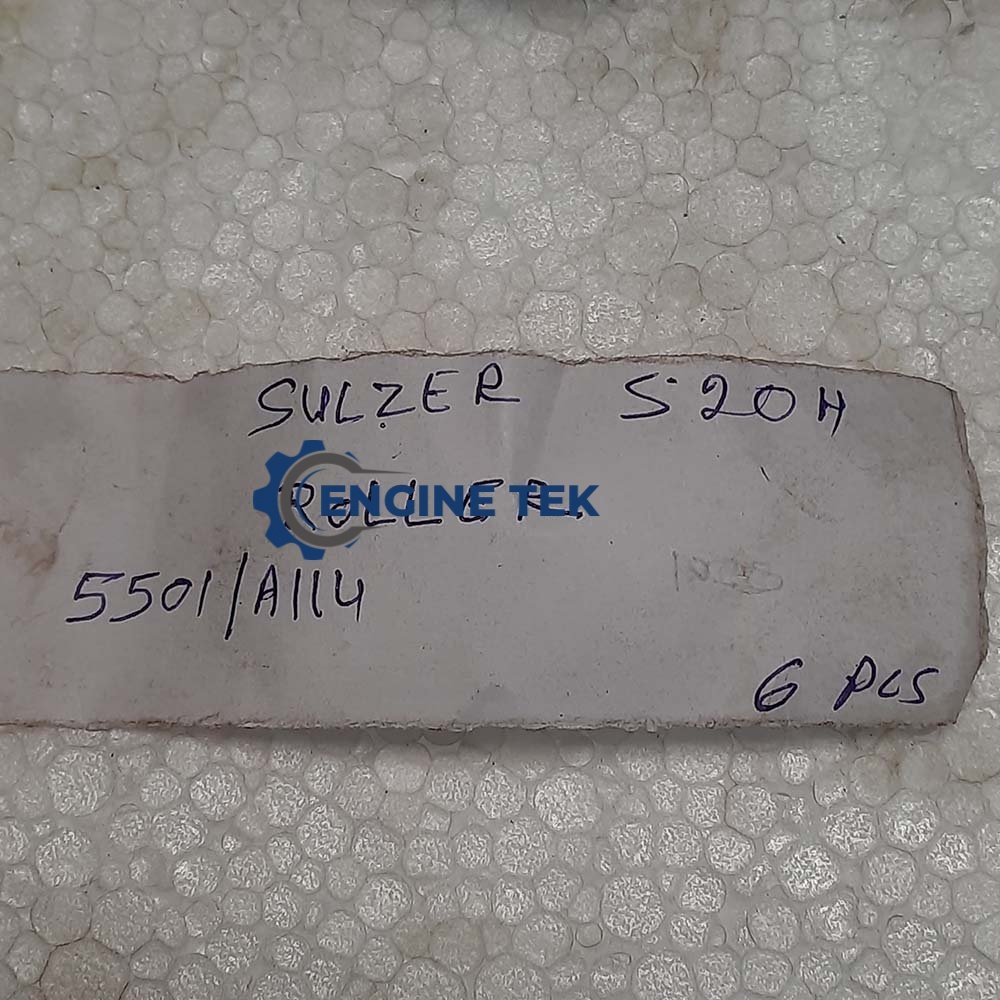 SULZER S20H
ENGINE TEK
ROLLER
5501/A114
6 PCS